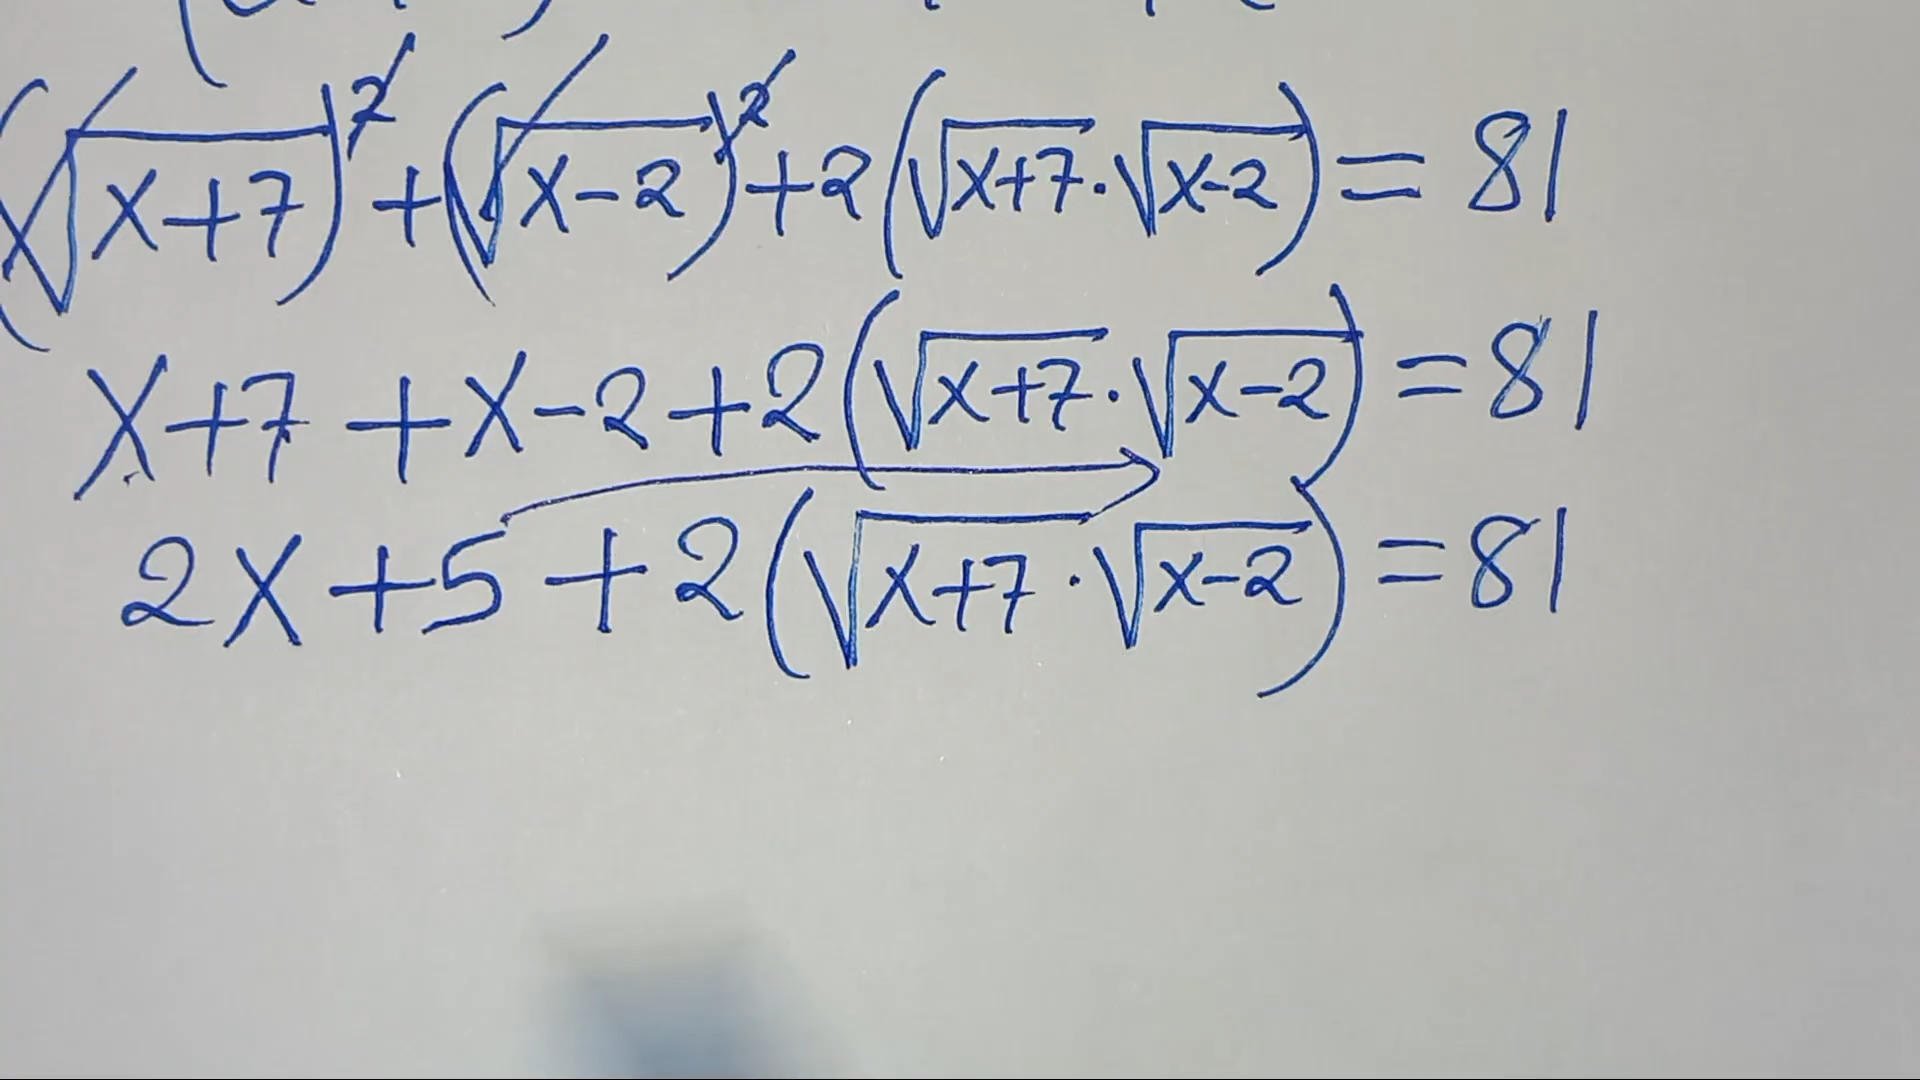 (√(x+7))² + (√(x-2))² + 2(√(x+7) · √(x-2)) = 81
x+7 + x-2 + 2(√(x+7) · √(x-2)) = 81
2x + 5 + 2(√(x+7) · √(x-2)) = 81